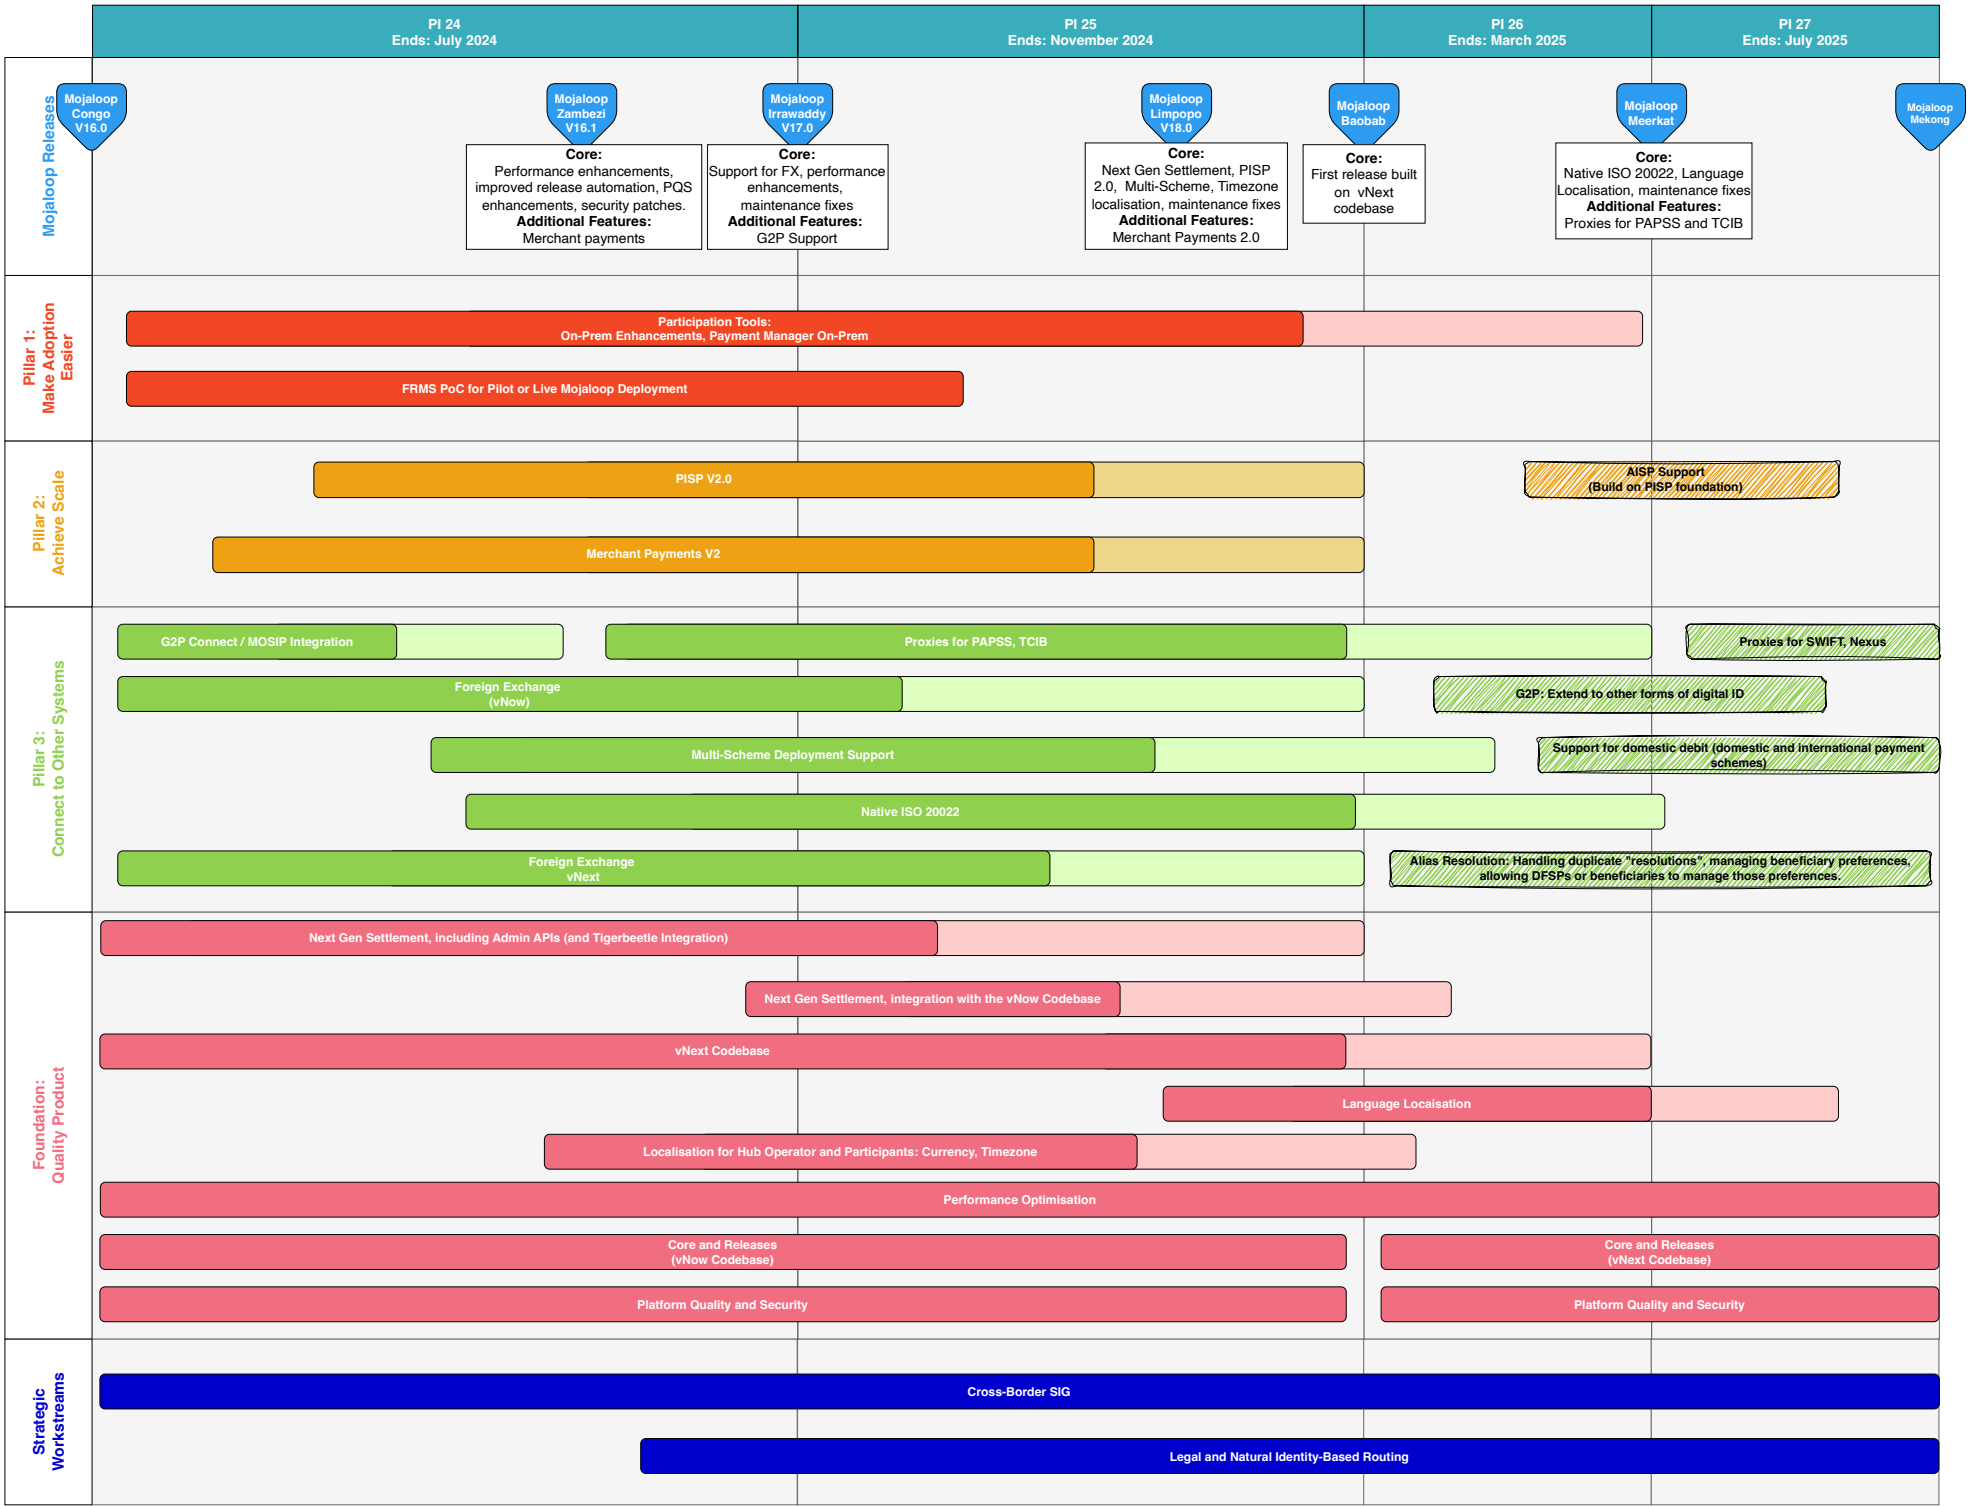 PI 24
Ends: July 2024
PI 25
Ends: November 2024
PI 26
Ends: March 2025
PI 27
Ends: July 2025
Mojaloop Releases
Mojaloop
Congo
V16.0
Mojaloop
Zambezi
V16.1
Mojaloop
Irrawaddy
V17.0
Mojaloop
Limpopo
V18.0
Mojaloop
Baobab
Mojaloop
Meerkat
Mojaloop
Mekong
Core:
Performance enhancements,
improved release automation, PQS
enhancements, security patches.
Additional Features:
Merchant payments
Core:
Support for FX, performance
enhancements,
maintenance fixes
Additional Features:
G2P Support
Core:
Next Gen Settlement, PISP
2.0, Multi-Scheme, Timezone
localisation, maintenance fixes
Additional Features:
Merchant Payments 2.0
Core:
First release built
on vNext
codebase
Core:
Native ISO 20022, Language
Localisation, maintenance fixes
Additional Features:
Proxies for PAPSS and TCIB
Pillar 1:
Make Adoption
Easier
Participation Tools:
On-Prem Enhancements, Payment Manager On-Prem
FRMS PoC for Pilot or Live Mojaloop Deployment
Pillar 2:
Achieve Scale
PISP V2.0
AISP Support
(Build on PISP foundation)
Merchant Payments V2
Pillar 3:
Connect to Other Systems
G2P Connect / MOSIP Integration
Proxies for PAPSS, TCIB
Proxies for SWIFT, Nexus
Foreign Exchange
(vNow)
G2P: Extend to other forms of digital ID
Multi-Scheme Deployment Support
Support for domestic debit (domestic and international payment
schemes)
Native ISO 20022
Foreign Exchange
vNext
Alias Resolution: Handling duplicate "resolutions", managing beneficiary preferences,
allowing DFSPs or beneficiaries to manage those preferences.
Foundation:
Quality Product
Next Gen Settlement, including Admin APIs (and Tigerbeetle Integration)
Next Gen Settlement, integration with the vNow Codebase
vNext Codebase
Language Locaisation
Localisation for Hub Operator and Participants: Currency, Timezone
Performance Optimisation
Core and Releases
(vNow Codebase)
Core and Releases
(vNext Codebase)
Platform Quality and Security
Platform Quality and Security
Strategic
Workstreams
Cross-Border SIG
Legal and Natural Identity-Based Routing